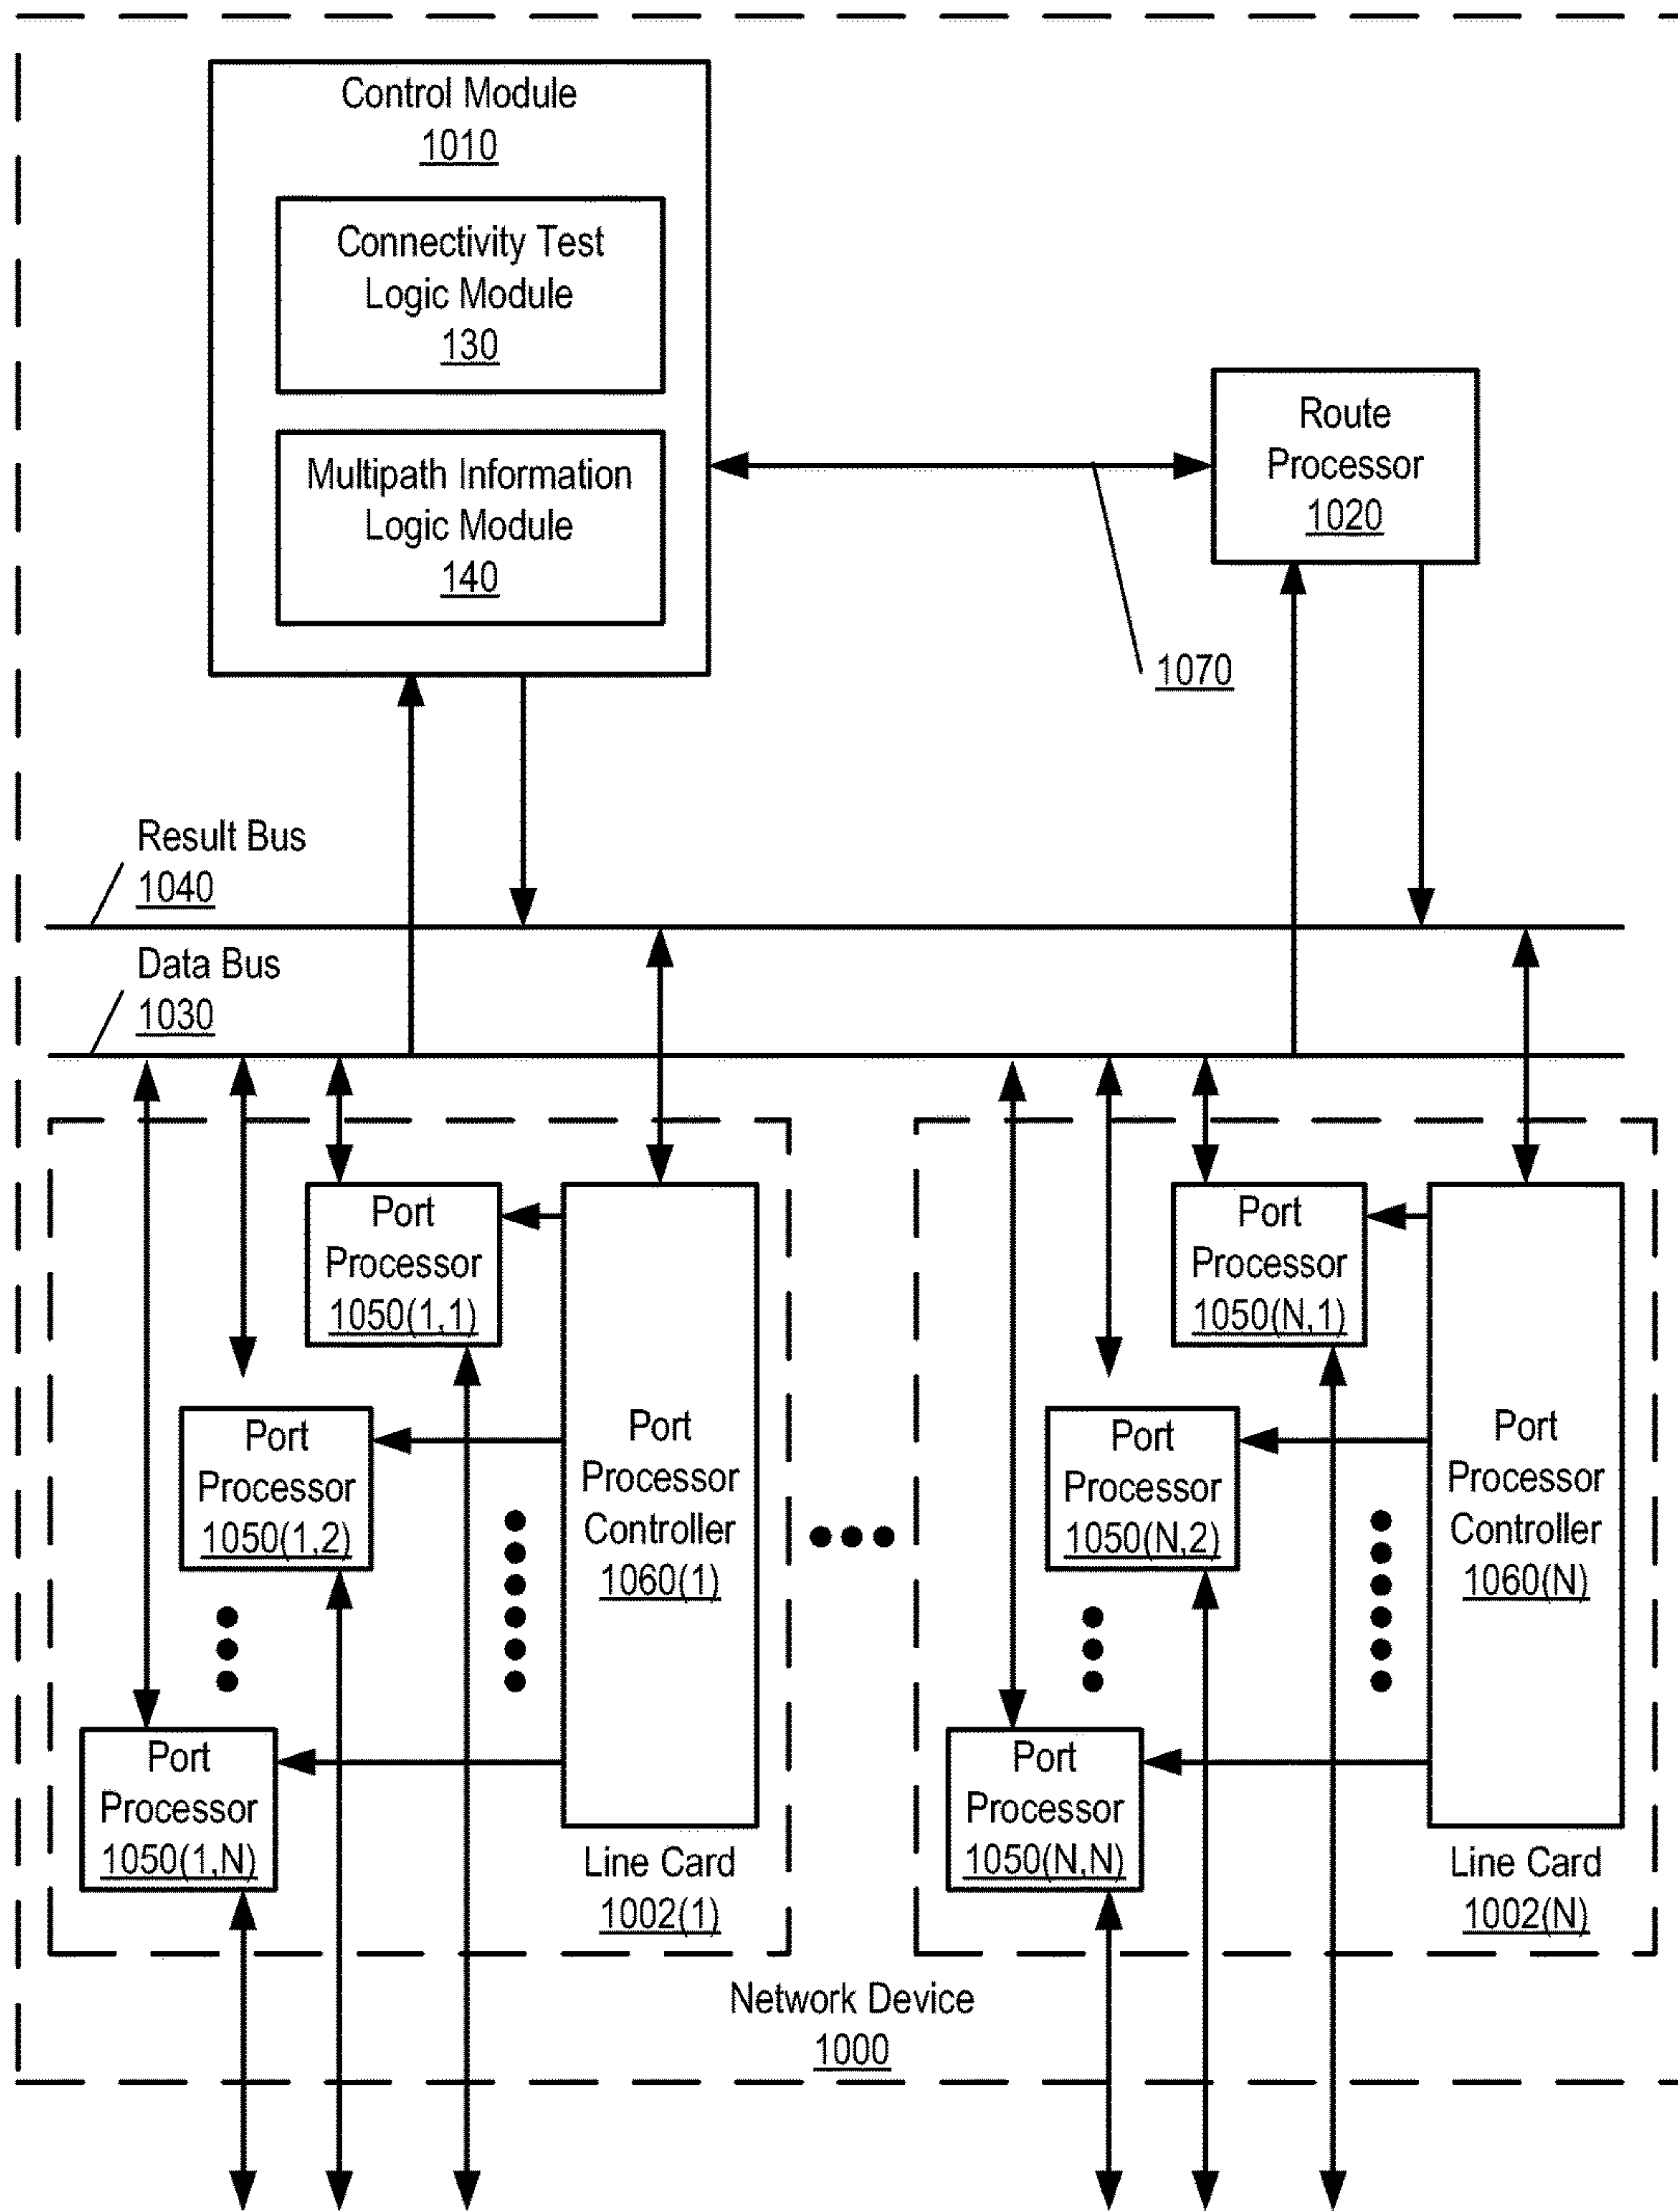 Control Module
1010
Connectivity Test
Logic Module
130
Multipath Information
Logic Module
140
Route
Processor
1020
1070
Result Bus
1040
Data Bus
1030
Port
Processor
1050(1,1)
Port
Processor
1050(1,2)
Port
Processor
1050(1,N)
Port
Processor
Controller
1060(1)
Line Card
1002(1)
Port
Processor
1050(N,1)
Port
Processor
1050(N,2)
Port
Processor
1050(N,N)
Port
Processor
Controller
1060(N)
Line Card
1002(N)
Network Device
1000